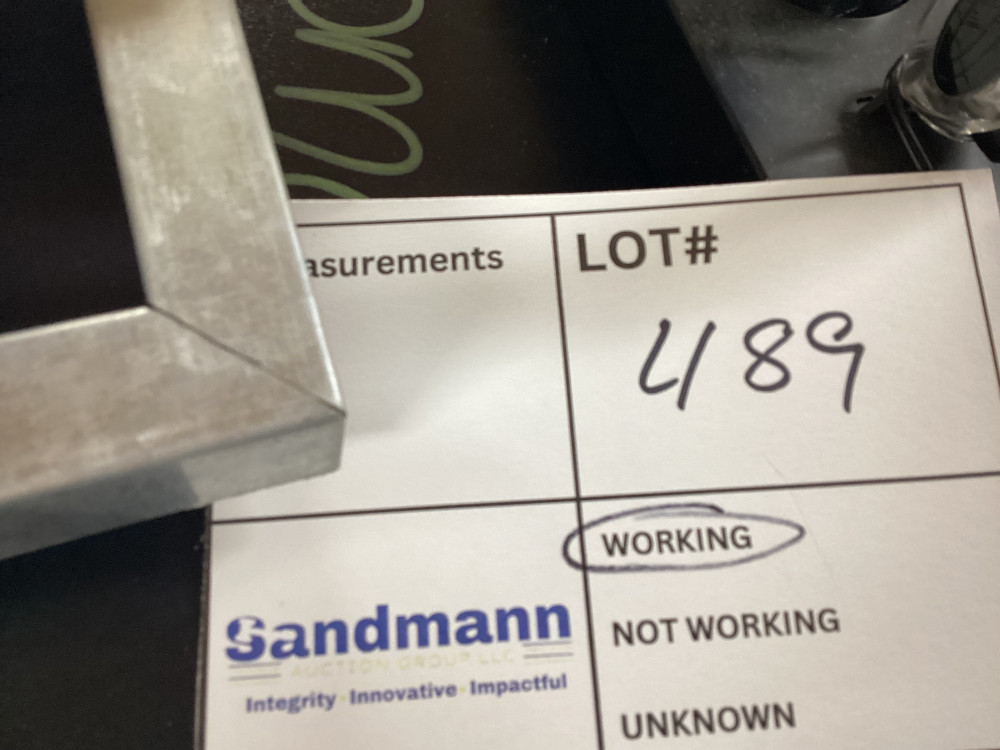 asurements
LOT#
489
WORKING
NOT WORKING
UNKNOWN
Sandmann
AUCTION GROUP LLC
Integrity Innovative Impactful